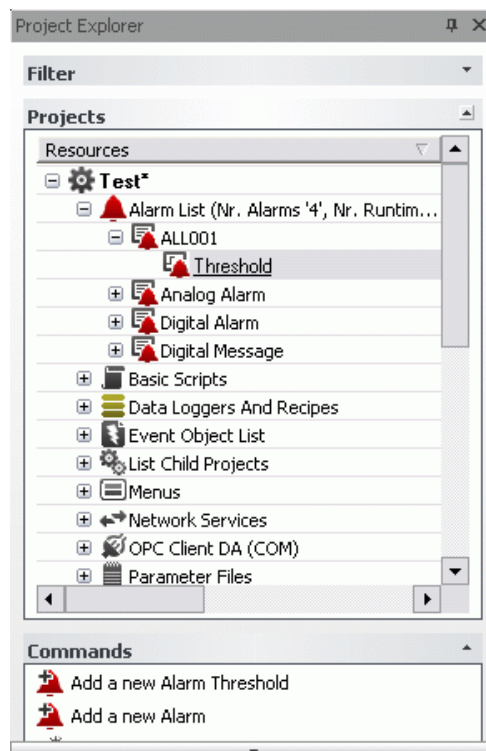 Project Explorer
Filter
Projects
Resources
Test*
Alarm List (Nr. Alarms '4', Nr. Runtim...
ALL001
Threshold
Analog Alarm
Digital Alarm
Digital Message
Basic Scripts
Data Loggers And Recipes
Event Object List
List Child Projects
Menus
Network Services
OPC Client DA (COM)
Parameter Files
Commands
Add a new Alarm Threshold
Add a new Alarm